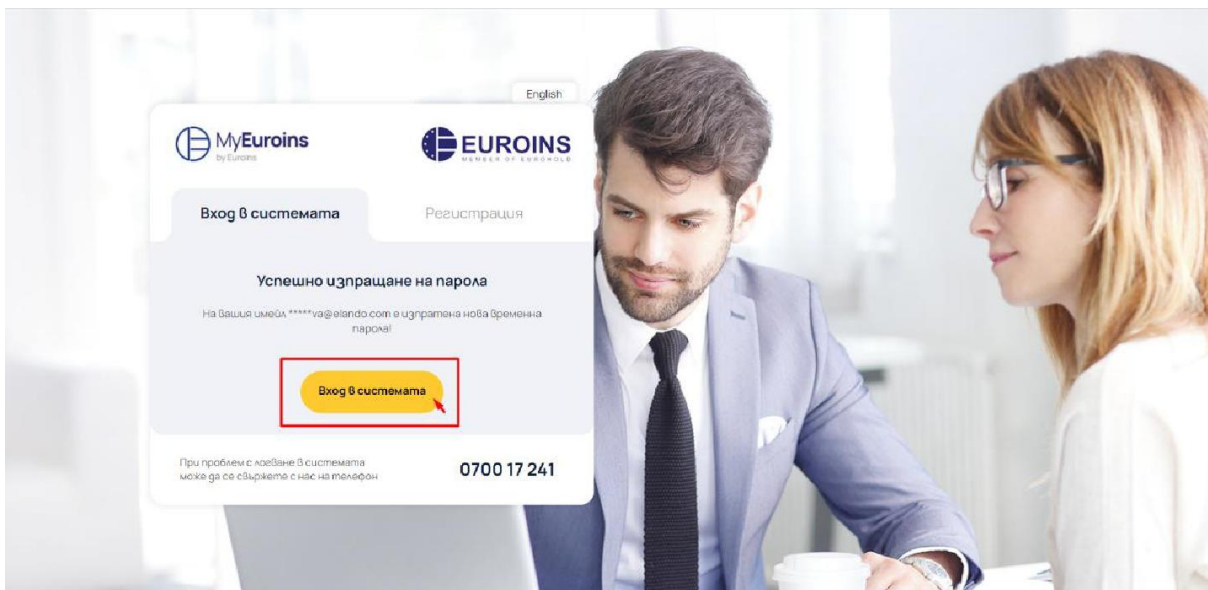 English
MyEuroins
by Euroins
EUROINS
MEMBER OF EUROHOLD
Вход в системата
Регистрация
Успешно изпращане на парола
На вашия имейл *****va@elando.com е изпратена нова временна
парола!
Вход в системата
При проблем с логване в системата
може да се свържете с нас на телефон
0700 17 241